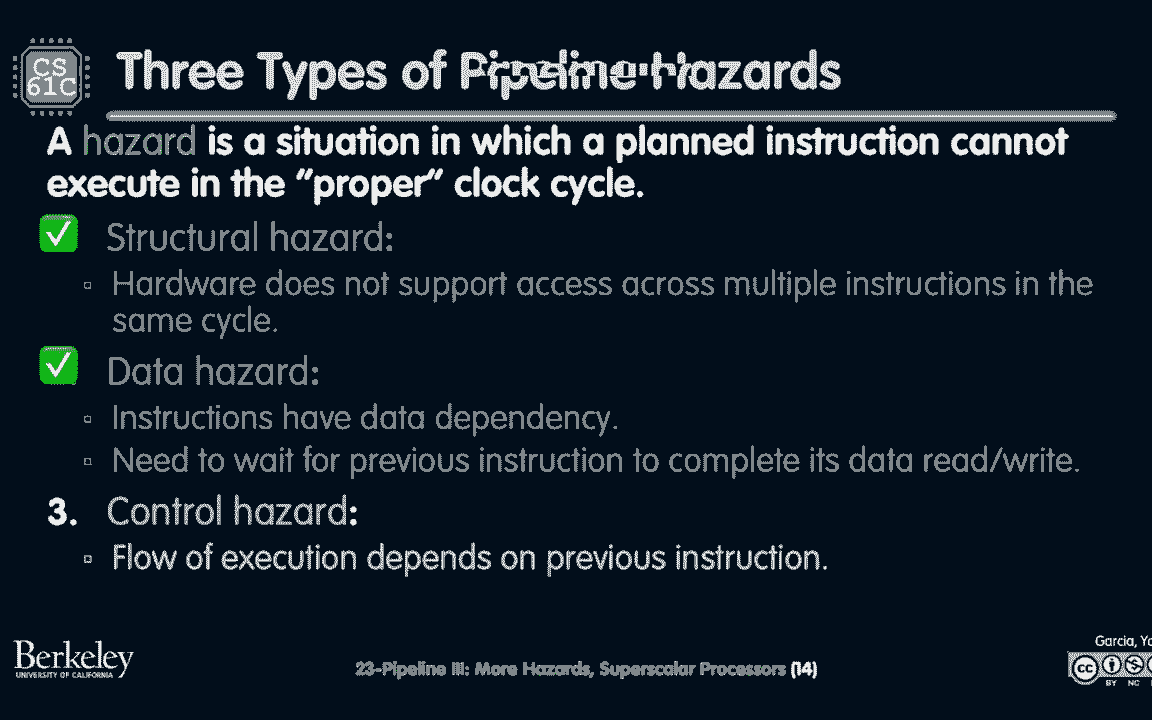 CS
61C
Three Types of Pipeline Hazards
A hazard is a situation in which a planned instruction cannot
execute in the “proper” clock cycle.
Structural hazard:
▫ Hardware does not support access across multiple instructions in the
same cycle.
Data hazard:
▫ Instructions have data dependency.
▫ Need to wait for previous instruction to complete its data read/write.
3. Control hazard:
▫ Flow of execution depends on previous instruction.
Berkeley
UNIVERSITY OF CALIFORNIA
23-Pipeline III: More Hazards, Superscalar Processors (14)
Garcia,
cc
BY NC